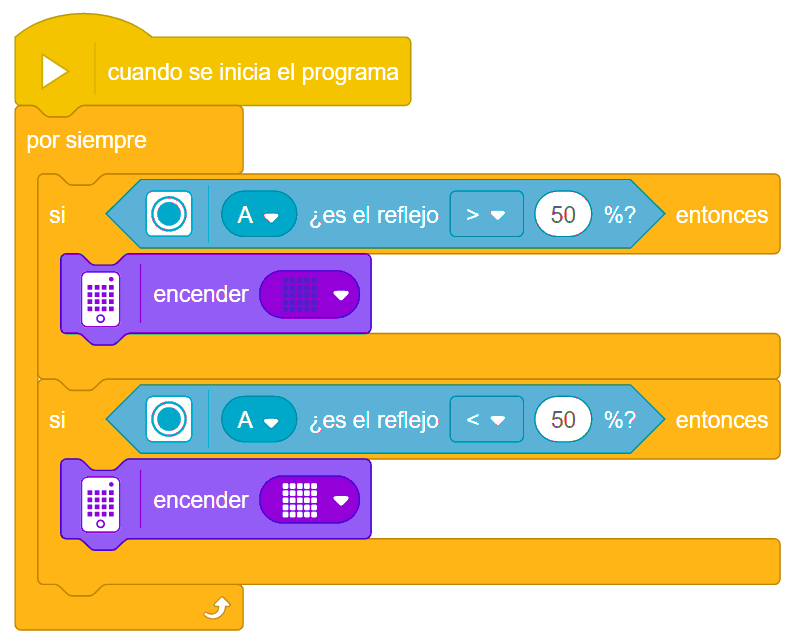 cuando se inicia el programa
por siempre
si A ¿es el reflejo > 50 %? entonces
encender
si A ¿es el reflejo < 50 %? entonces
encender